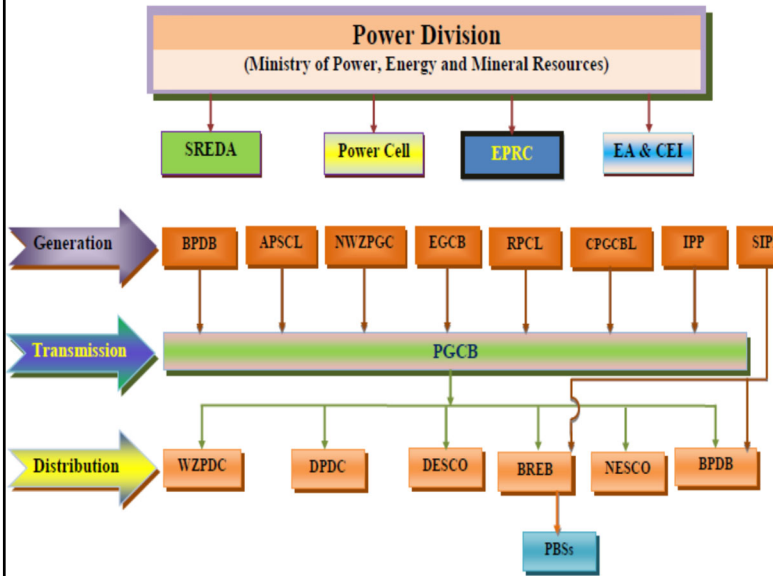 Power Division
(Ministry of Power, Energy and Mineral Resources)
SREDA
Power Cell
EPRC
EA & CEI
Generation
BPDB
APSCL
NWZPGC
EGCB
RPCL
CPGCBL
IPP
SIP
Transmission
PGCB
Distribution
WZPDC
DPDC
DESCO
BREB
NESCO
BPDB
PBSs